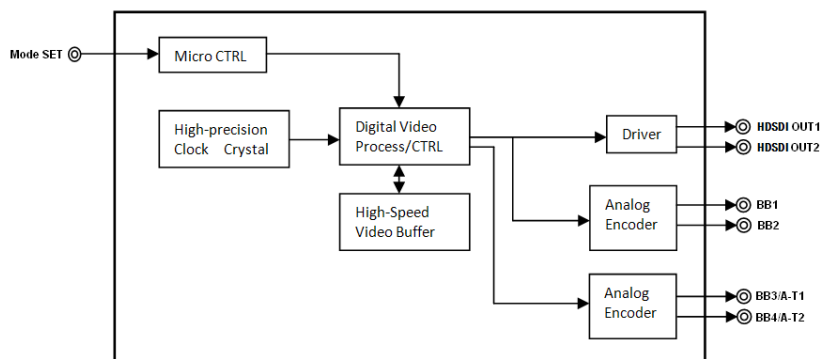 Mode SET
Micro CTRL
High-precision
Clock Crystal
Digital Video
Process/CTRL
High-Speed
Video Buffer
Driver
HDSDI OUT1
HDSDI OUT2
Analog
Encoder
BB1
BB2
Analog
Encoder
BB3/A-T1
BB4/A-T2